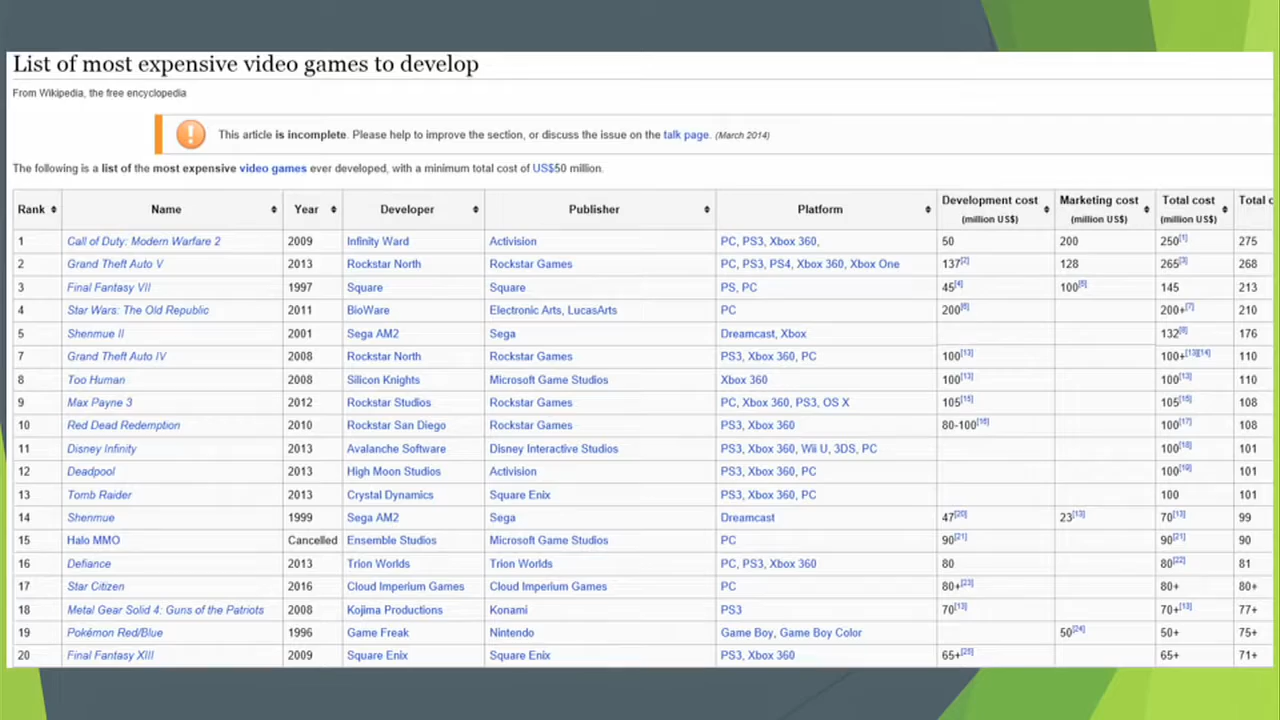 List of most expensive video games to develop
From Wikipedia, the free encyclopedia
This article is incomplete. Please help to improve the section, or discuss the issue on the talk page. (March 2014)
The following is a list of the most expensive video games ever developed, with a minimum total cost of US$50 million.
Rank Name Year Developer Publisher Platform Development cost (million US$) Marketing cost (million US$) Total cost (million US$) Total c
1 Call of Duty: Modern Warfare 2 2009 Infinity Ward Activision PC, PS3, Xbox 360, 50 200 250[1] 275
2 Grand Theft Auto V 2013 Rockstar North Rockstar Games PC, PS3, PS4, Xbox 360, Xbox One 137[2] 128 265[3] 268
3 Final Fantasy VII 1997 Square Square PS, PC 45[4] 100[5] 145 213
4 Star Wars: The Old Republic 2011 BioWare Electronic Arts, LucasArts PC 200[6] 200+[7] 210
5 Shenmue II 2001 Sega AM2 Sega Dreamcast, Xbox 132[8] 176
7 Grand Theft Auto IV 2008 Rockstar North Rockstar Games PS3, Xbox 360, PC 100[13] 100+[13][14] 110
8 Too Human 2008 Silicon Knights Microsoft Game Studios Xbox 360 100[13] 100[13] 110
9 Max Payne 3 2012 Rockstar Studios Rockstar Games PC, Xbox 360, PS3, OS X 105[15] 105[15] 108
10 Red Dead Redemption 2010 Rockstar San Diego Rockstar Games PS3, Xbox 360 80-100[16] 100[17] 108
11 Disney Infinity 2013 Avalanche Software Disney Interactive Studios PS3, Xbox 360, Wii U, 3DS, PC 100[18] 101
12 Deadpool 2013 High Moon Studios Activision PS3, Xbox 360, PC 100[19] 101
13 Tomb Raider 2013 Crystal Dynamics Square Enix PS3, Xbox 360, PC 100 101
14 Shenmue 1999 Sega AM2 Sega Dreamcast 47[20] 23[13] 70[13] 99
15 Halo MMO Cancelled Ensemble Studios Microsoft Game Studios PC 90[21] 90[21] 90
16 Defiance 2013 Trion Worlds Trion Worlds PC, PS3, Xbox 360 80 80[22] 81
17 Star Citizen 2016 Cloud Imperium Games Cloud Imperium Games PC 80+[23] 80+ 80+
18 Metal Gear Solid 4: Guns of the Patriots 2008 Kojima Productions Konami PS3 70[13] 70+[13] 77+
19 Pokémon Red/Blue 1996 Game Freak Nintendo Game Boy, Game Boy Color 50[24] 50+ 75+
20 Final Fantasy XIII 2009 Square Enix Square Enix PS3, Xbox 360 65+[25] 65+ 71+